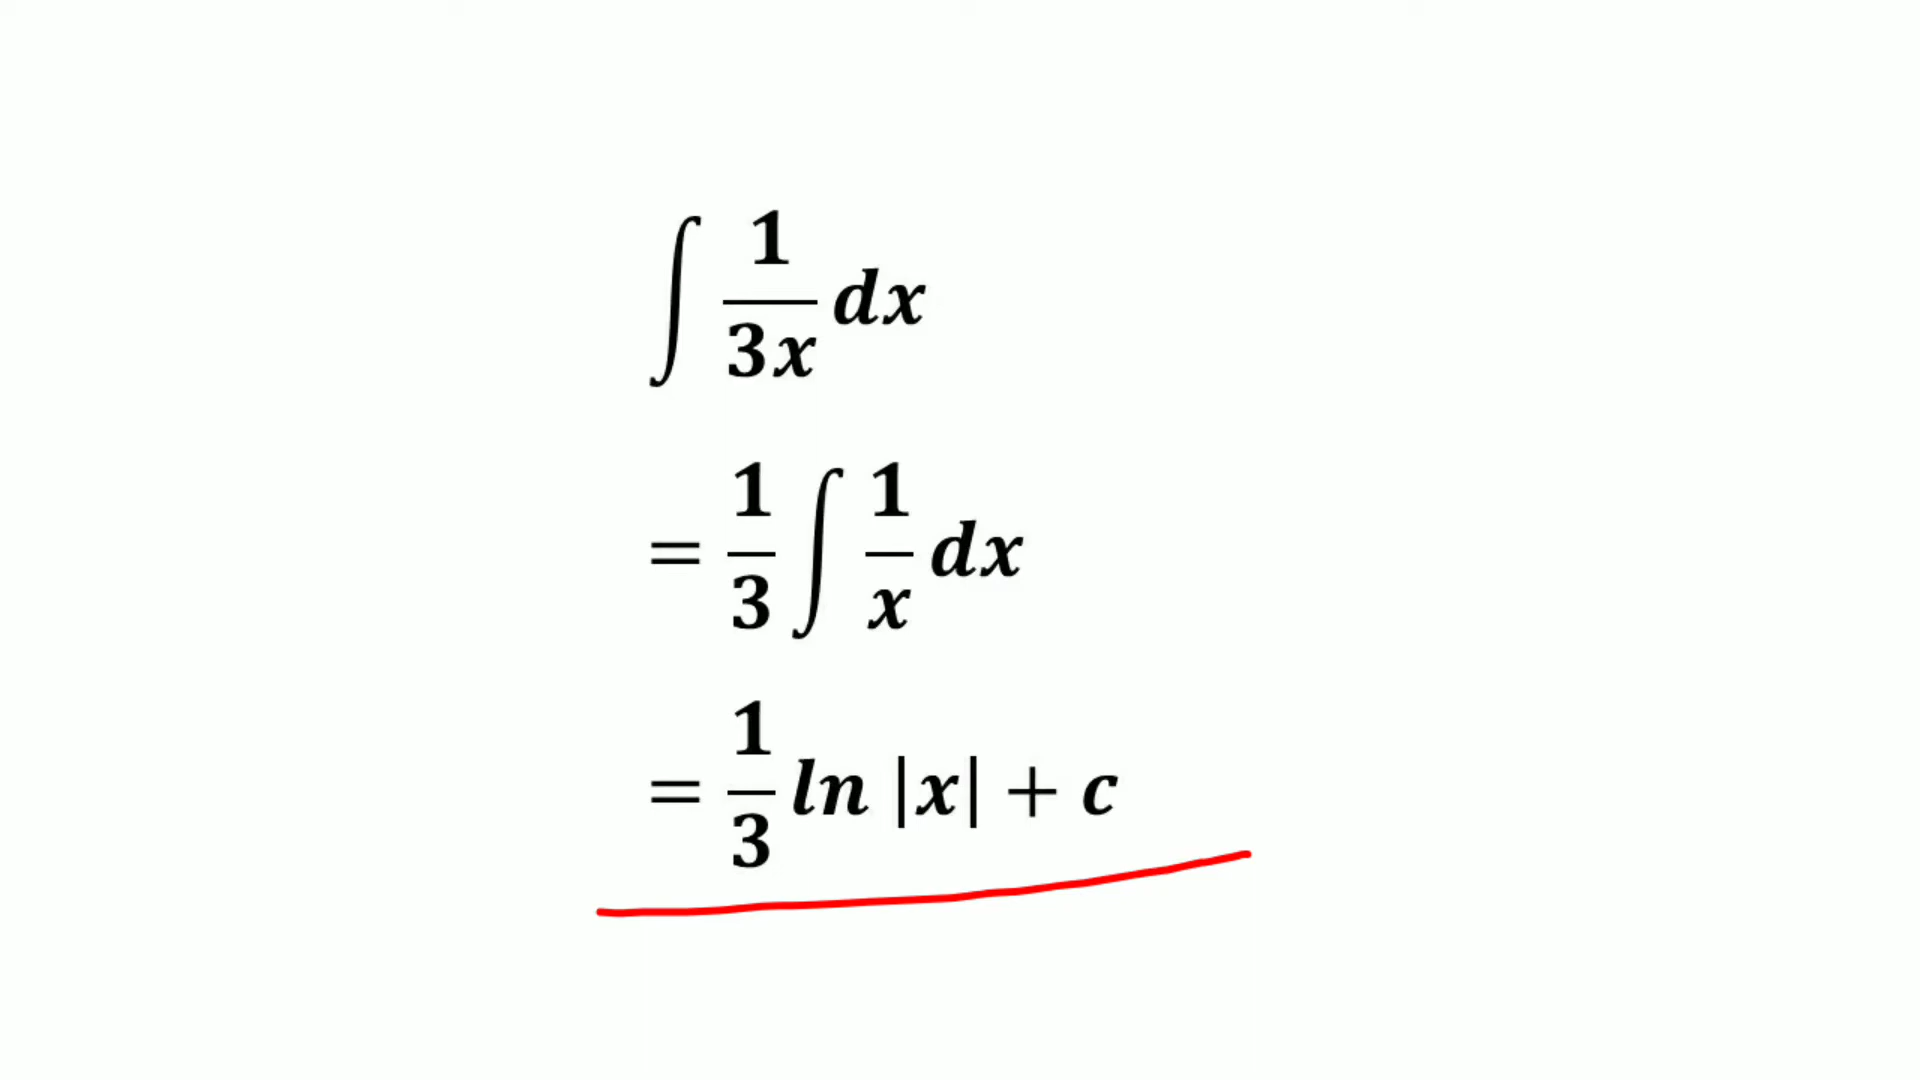 ∫ 1/3x dx
= 1/3 ∫ 1/x dx
= 1/3 ln |x| + c